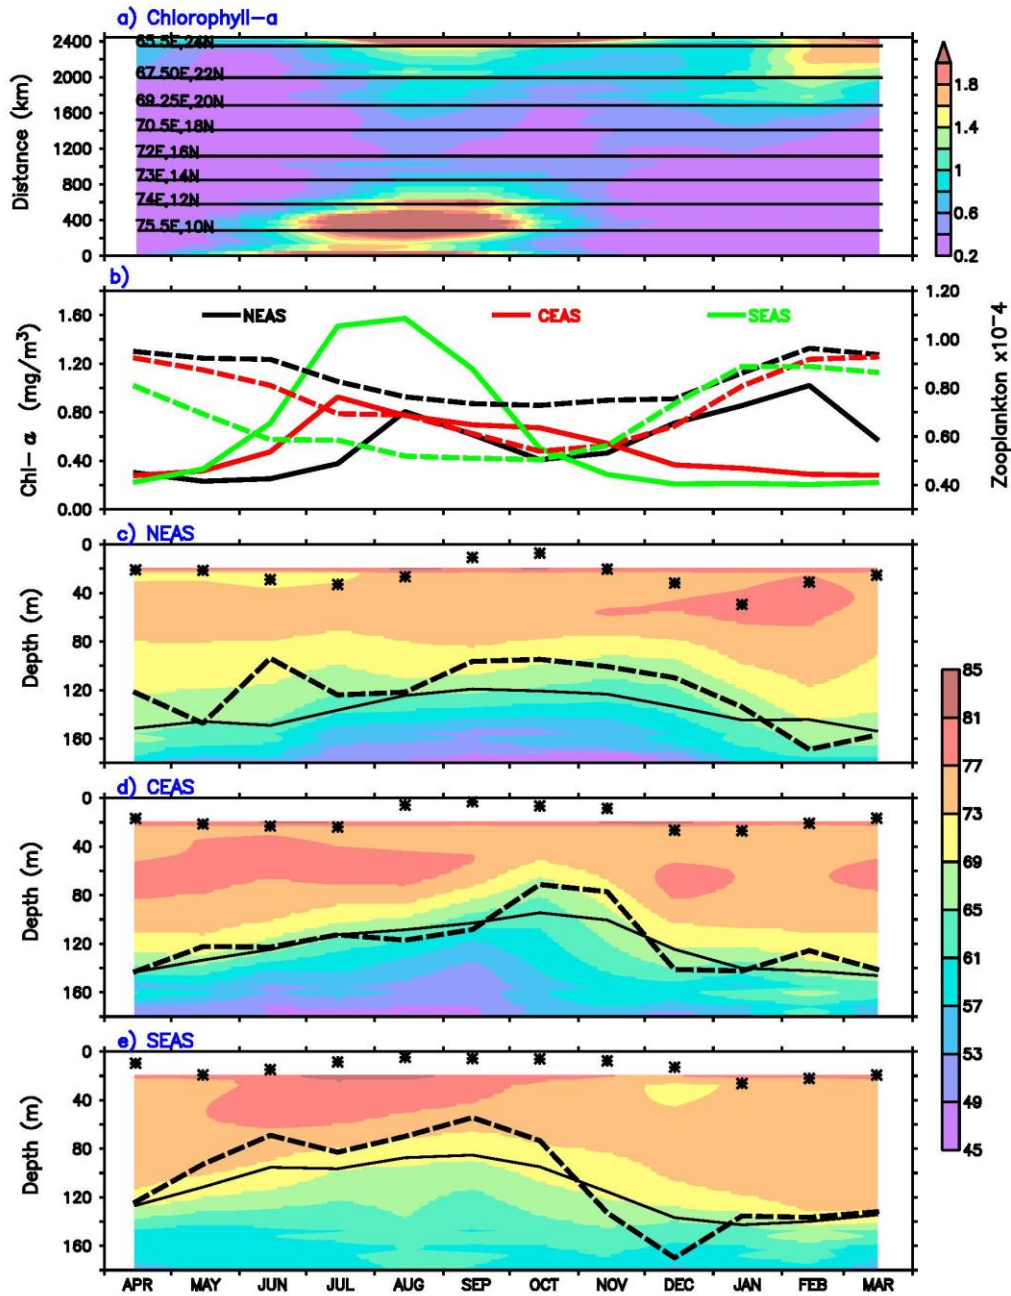 a) Chlorophyll-a
Distance (km)
2400
2000
1600
1200
800
400
0
65.5E,24N
67.50E,22N
69.25E,20N
70.5E,18N
72E,16N
73E,14N
74E,12N
75.5E,10N
1.8
1.4
1
0.6
0.2
b)
Chl-α (mg/m³)
1.60
1.20
0.80
0.40
0.00
NEAS CEAS SEAS
1.20
1.00
0.80
0.60
0.40
Zooplankton x10-4
c) NEAS
Depth (m)
0
40
80
120
160
d) CEAS
Depth (m)
0
40
80
120
160
e) SEAS
Depth (m)
0
40
80
120
160
APR MAY JUN JUL AUG SEP OCT NOV DEC JAN FEB MAR
85
81
77
73
69
65
61
57
53
49
45